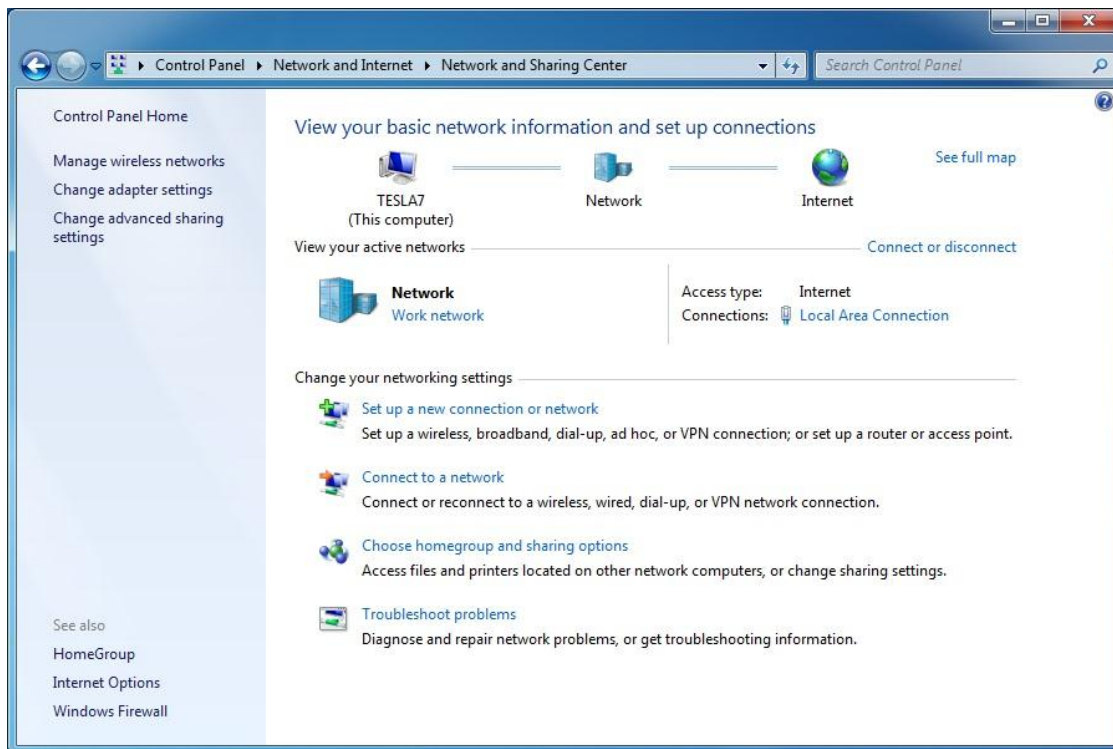 Control Panel
Network and Internet
Network and Sharing Center
Search Control Panel
Control Panel Home
Manage wireless networks
Change adapter settings
Change advanced sharing
settings
See also
HomeGroup
Internet Options
Windows Firewall
View your basic network information and set up connections
See full map
TESLA7
(This computer)
Network
Internet
View your active networks
Connect or disconnect
Network
Work network
Access type: Internet
Connections: Local Area Connection
Change your networking settings
Set up a new connection or network
Set up a wireless, broadband, dial-up, ad hoc, or VPN connection; or set up a router or access point.
Connect to a network
Connect or reconnect to a wireless, wired, dial-up, or VPN network connection.
Choose homegroup and sharing options
Access files and printers located on other network computers, or change sharing settings.
Troubleshoot problems
Diagnose and repair network problems, or get troubleshooting information.